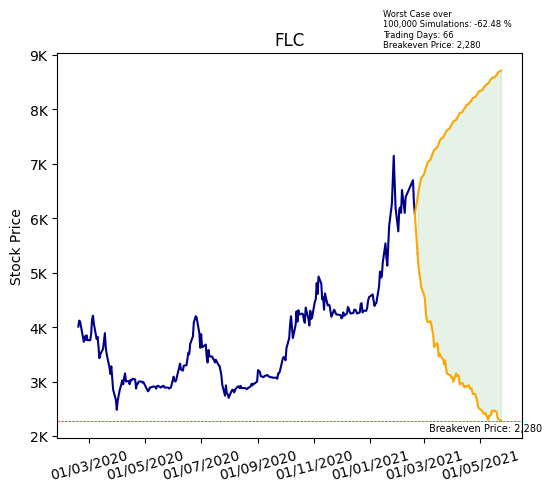 Worst Case over
100,000 Simulations: -62.48 %
Trading Days: 66
Breakeven Price: 2,280
FLC
9K
8K
7K
6K
5K
4K
3K
2K
Stock Price
Breakeven Price: 2,280
01/03/2020
01/05/2020
01/07/2020
01/09/2020
01/11/2020
01/01/2021
01/03/2021
01/05/2021